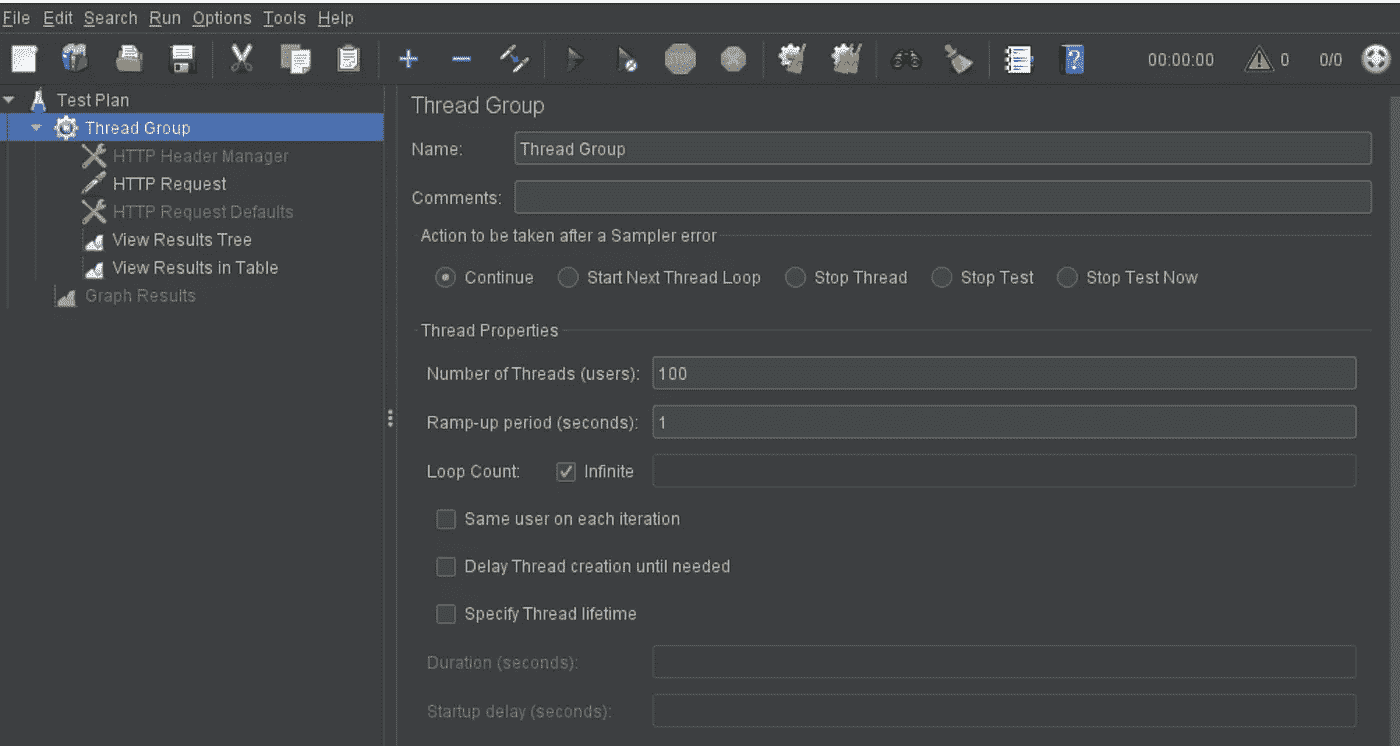 File Edit Search Run Options Tools Help
00:00:00 0 0/0
Test Plan
Thread Group
HTTP Header Manager
HTTP Request
HTTP Request Defaults
View Results Tree
View Results in Table
Graph Results
Thread Group
Name: Thread Group
Comments:
Action to be taken after a Sampler error
Continue Start Next Thread Loop Stop Thread Stop Test Stop Test Now
Thread Properties
Number of Threads (users): 100
Ramp-up period (seconds): 1
Loop Count: Infinite
Same user on each iteration
Delay Thread creation until needed
Specify Thread lifetime
Duration (seconds):
Startup delay (seconds):